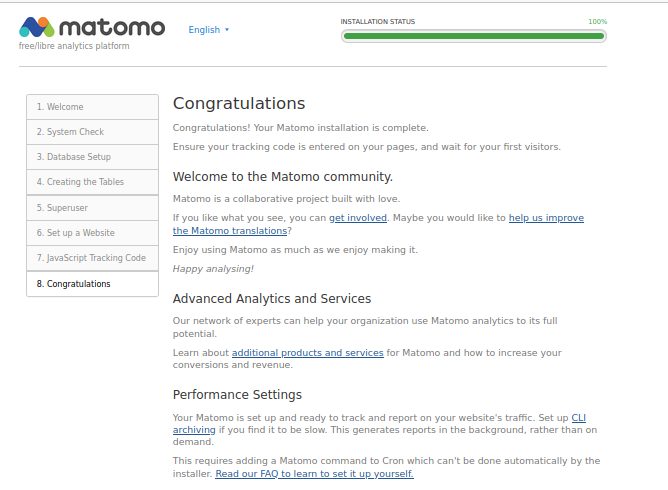 matomo
free/libre analytics platform
English
INSTALLATION STATUS
100%
1. Welcome
2. System Check
3. Database Setup
4. Creating the Tables
5. Superuser
6. Set up a Website
7. JavaScript Tracking Code
8. Congratulations
Congratulations
Congratulations! Your Matomo installation is complete.
Ensure your tracking code is entered on your pages, and wait for your first visitors.
Welcome to the Matomo community.
Matomo is a collaborative project built with love.
If you like what you see, you can get involved. Maybe you would like to help us improve
the Matomo translations?
Enjoy using Matomo as much as we enjoy making it.
Happy analysing!
Advanced Analytics and Services
Our network of experts can help your organization use Matomo analytics to its full
potential.
Learn about additional products and services for Matomo and how to increase your
conversions and revenue.
Performance Settings
Your Matomo is set up and ready to track and report on your website's traffic. Set up CLI
archiving if you find it to be slow. This generates reports in the background, rather than on
demand.
This requires adding a Matomo command to Cron which can't be done automatically by the
installer. Read our FAQ to learn to set it up yourself.